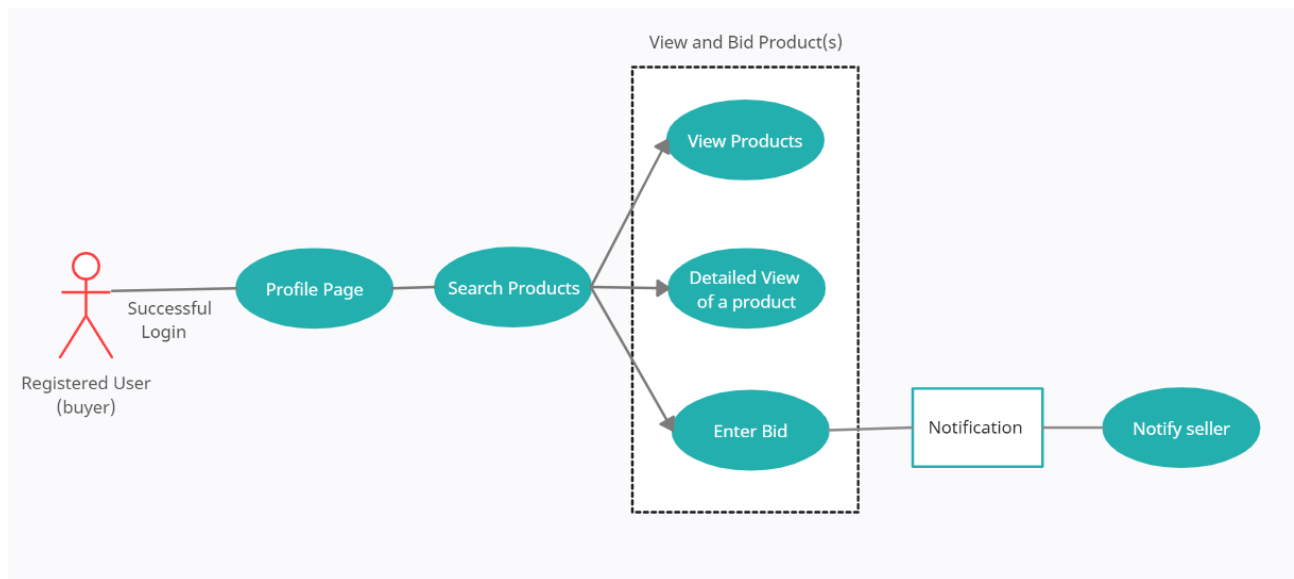 View and Bid Product(s)
View Products
Successful
Login
Profile Page
Search Products
Detailed View
of a product
Registered User
(buyer)
Enter Bid
Notification
Notify seller